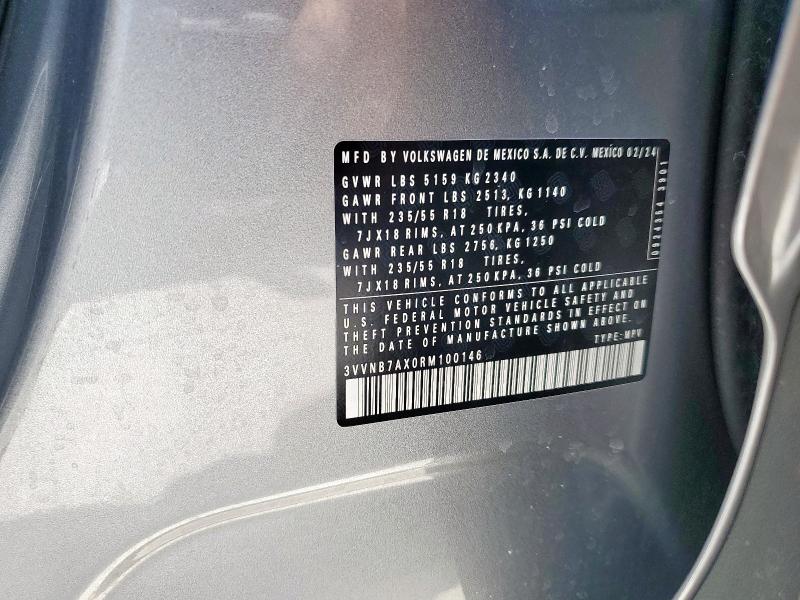 MFD BY VOLKSWAGEN DE MEXICO S.A. DE C.V. MEXICO 02/24
GVWR LBS 5159 KG 2340
GAWR FRONT LBS 2513, KG 1140
WITH 235/55 R18 TIRES,
7JX18 RIMS, AT 250 KPA, 36 PSI COLD
GAWR REAR LBS 2756, KG 1250
WITH 235/55 R18 TIRES,
7JX18 RIMS, AT 250 KPA, 36 PSI COLD
THIS VEHICLE CONFORMS TO ALL APPLICABLE
U.S. FEDERAL MOTOR VEHICLE SAFETY AND
THEFT PREVENTION STANDARDS IN EFFECT ON
THE DATE OF MANUFACTURE SHOWN ABOVE.
TYPE: MPV
3VVNB7AX0RM100146
3901